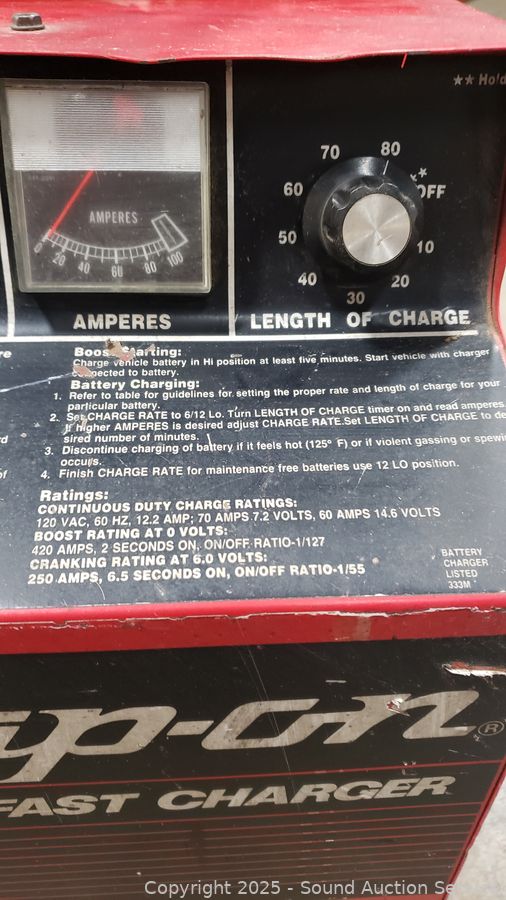 ** Hold
70
80
**
60
OFF
50
10
40
20
30
AMPERES
0 20 40 60 80 100
AMPERES
LENGTH OF CHARGE
Boost Starting:
Charge vehicle battery in Hi position at least five minutes. Start vehicle with charger
connected to battery.
Battery Charging:
1. Refer to table for guidelines for setting the proper rate and length of charge for your
particular battery.
2. Set CHARGE RATE to 6/12 Lo. Turn LENGTH OF CHARGE timer on and read amperes
If higher AMPERES is desired adjust CHARGE RATE.Set LENGTH OF CHARGE to de
sired number of minutes.
3. Discontinue charging of battery if it feels hot (125° F) or if violent gassing or spewi
occurs.
4. Finish CHARGE RATE for maintenance free batteries use 12 LO position.
Ratings:
CONTINUOUS DUTY CHARGE RATINGS:
120 VAC, 60 HZ, 12.2 AMP; 70 AMPS 7.2 VOLTS, 60 AMPS 14.6 VOLTS
BOOST RATING AT 0 VOLTS:
420 AMPS, 2 SECONDS ON, ON/OFF RATIO-1/127
CRANKING RATING AT 6.0 VOLTS:
250 AMPS, 6.5 SECONDS ON, ON/OFF RATIO-1/55
BATTERY
CHARGER
LISTED
333M
p-on®
FAST CHARGER
Copyright 2025 - Sound Auction Service